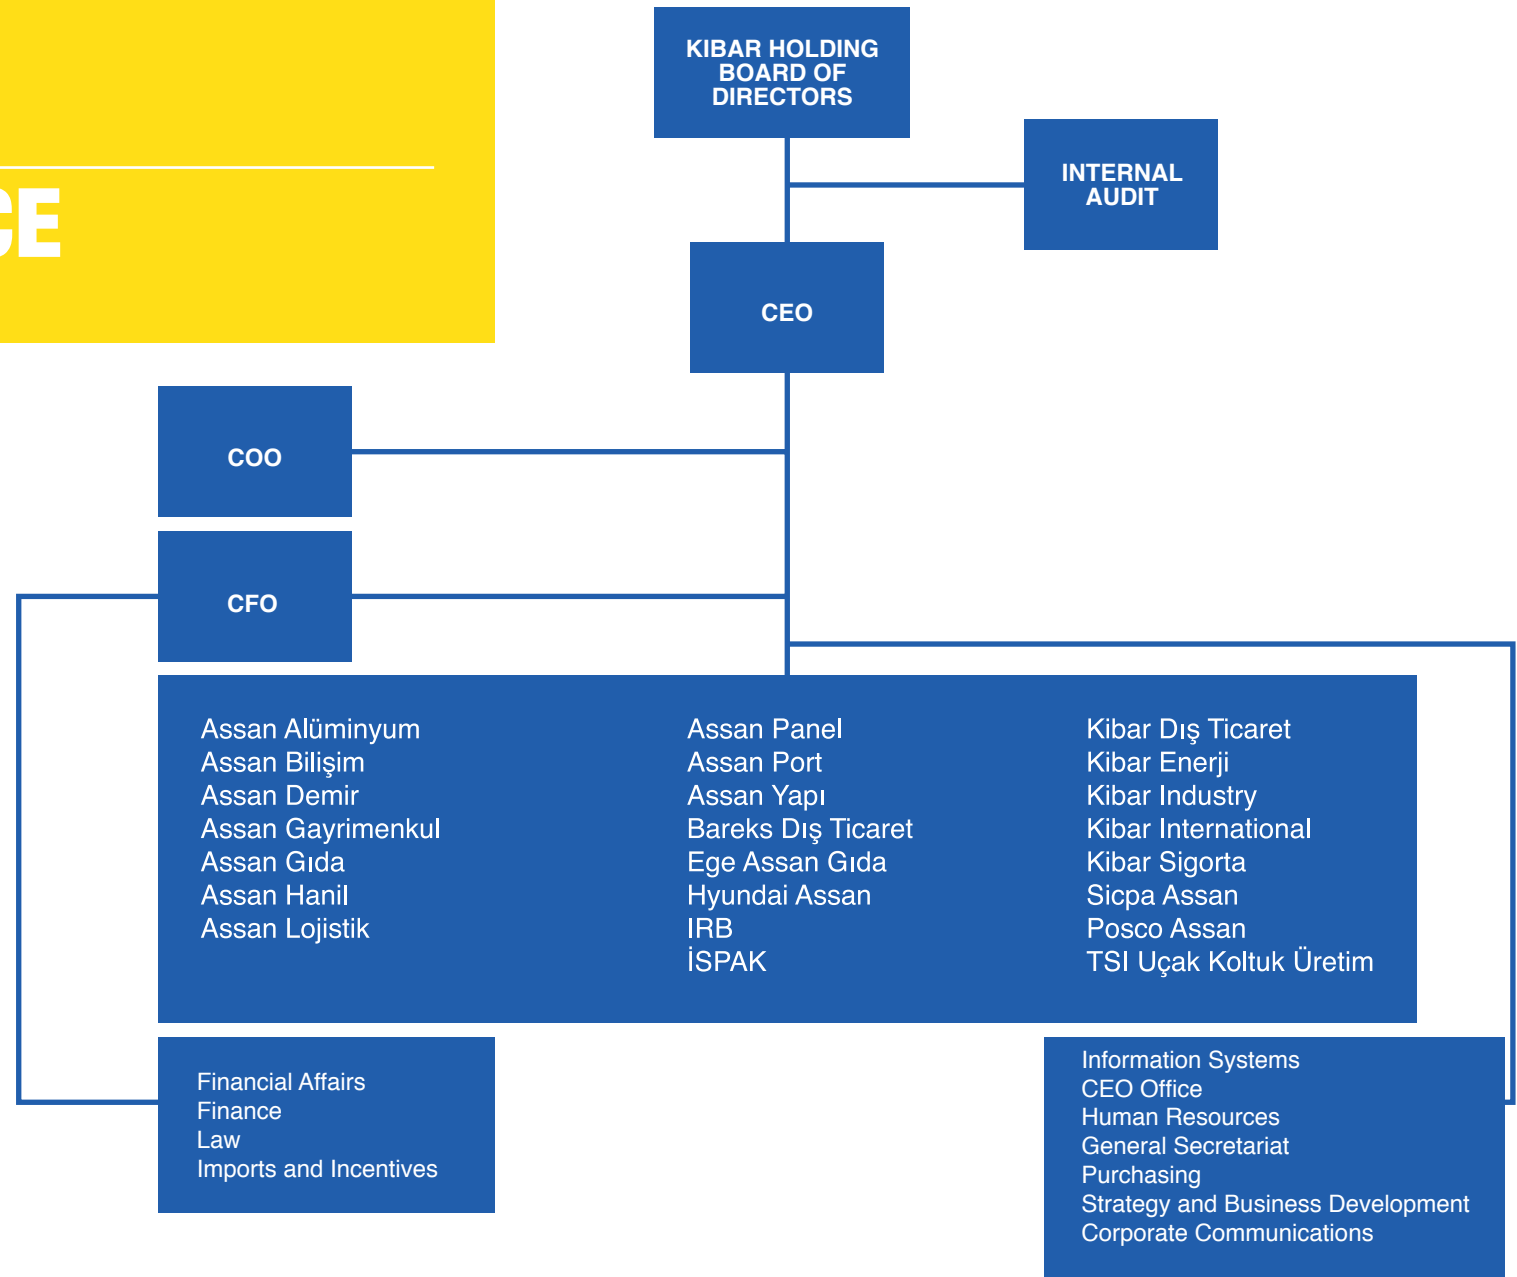 KIBAR HOLDING
BOARD OF
DIRECTORS
INTERNAL
AUDIT
CE
CEO
COO
CFO
Assan Alüminyum
Assan Bilişim
Assan Demir
Assan Gayrimenkul
Assan Gıda
Assan Hanil
Assan Lojistik
Assan Panel
Assan Port
Assan Yapı
Bareks Dış Ticaret
Ege Assan Gıda
Hyundai Assan
IRB
İSPAK
Kibar Dış Ticaret
Kibar Enerji
Kibar Industry
Kibar International
Kibar Sigorta
Sicpa Assan
Posco Assan
TSI Uçak Koltuk Üretim
Financial Affairs
Finance
Law
Imports and Incentives
Information Systems
CEO Office
Human Resources
General Secretariat
Purchasing
Strategy and Business Development
Corporate Communications